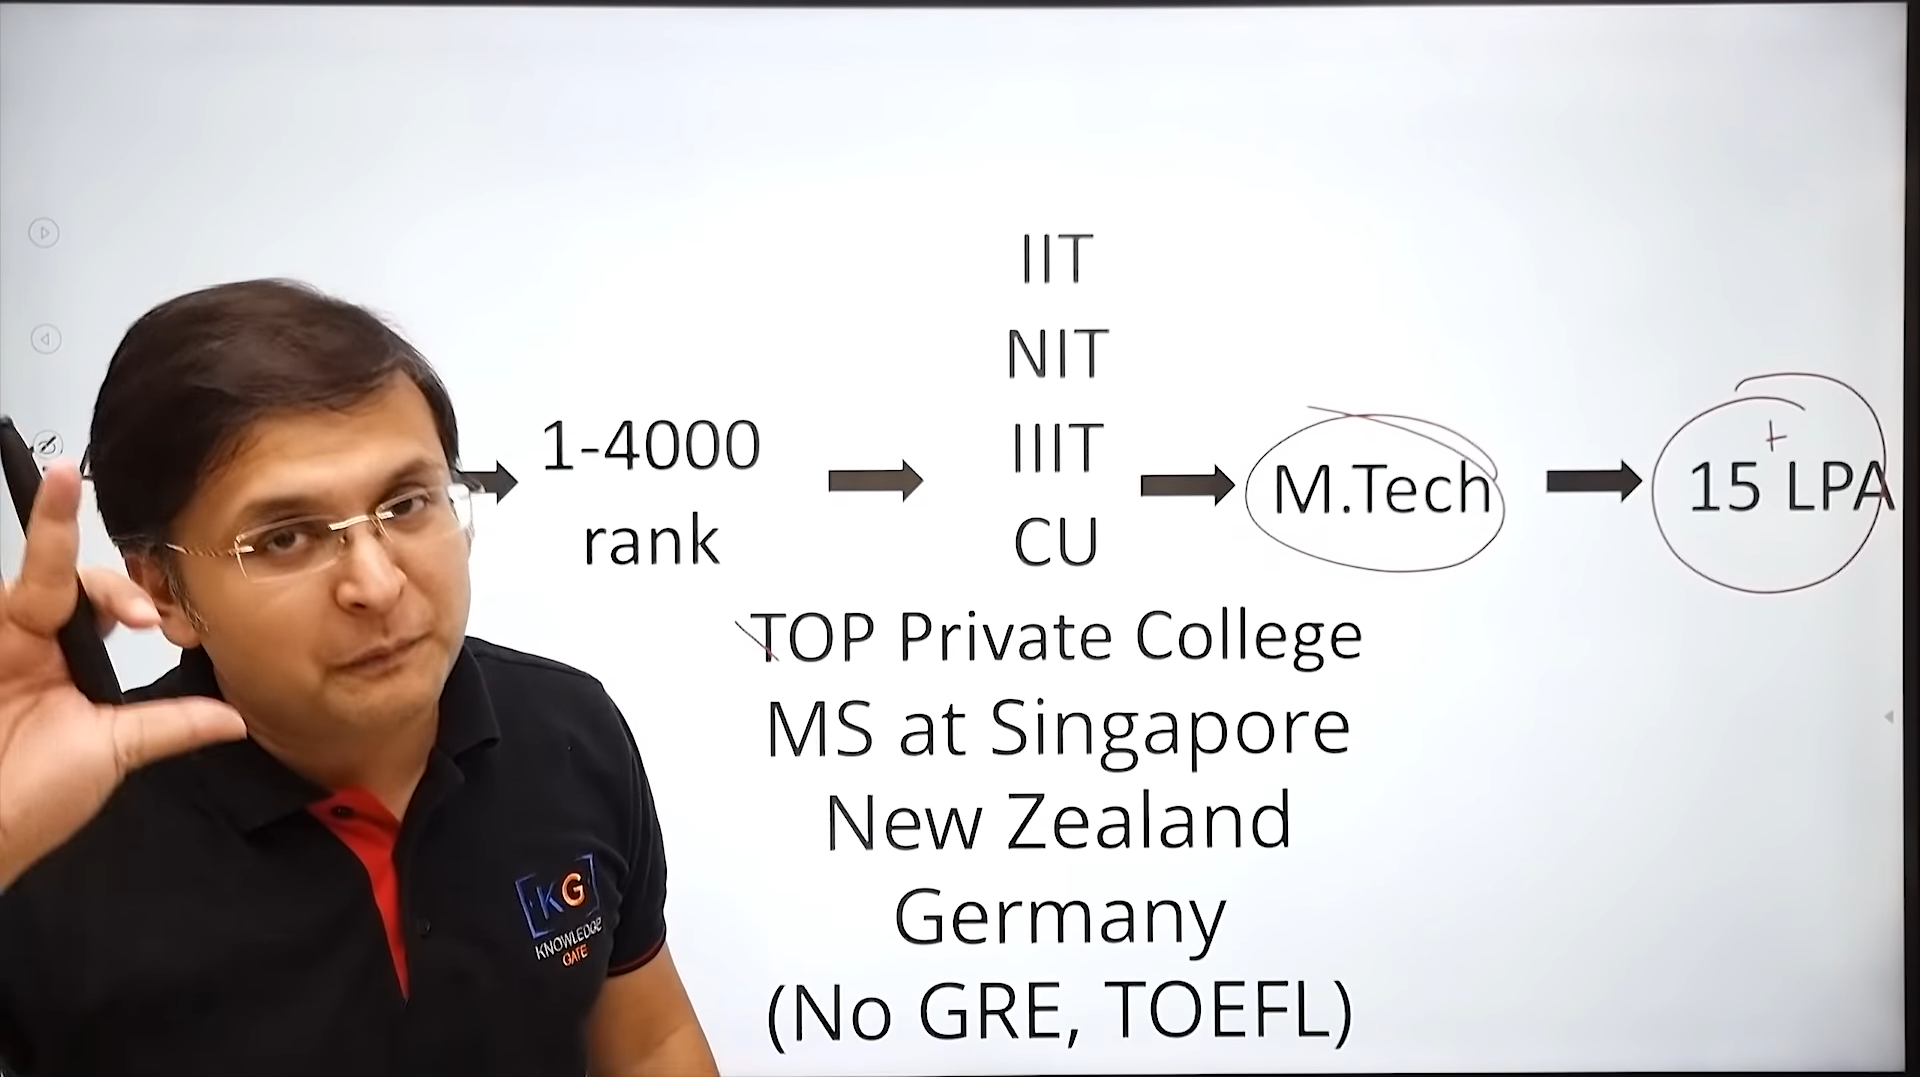 1-4000
rank
IIT
NIT
IIIT
CU
TOP Private College
MS at Singapore
New Zealand
Germany
(No GRE, TOEFL)
M.Tech
+
15 LPA
KG
KNOWLEDGE
GATE